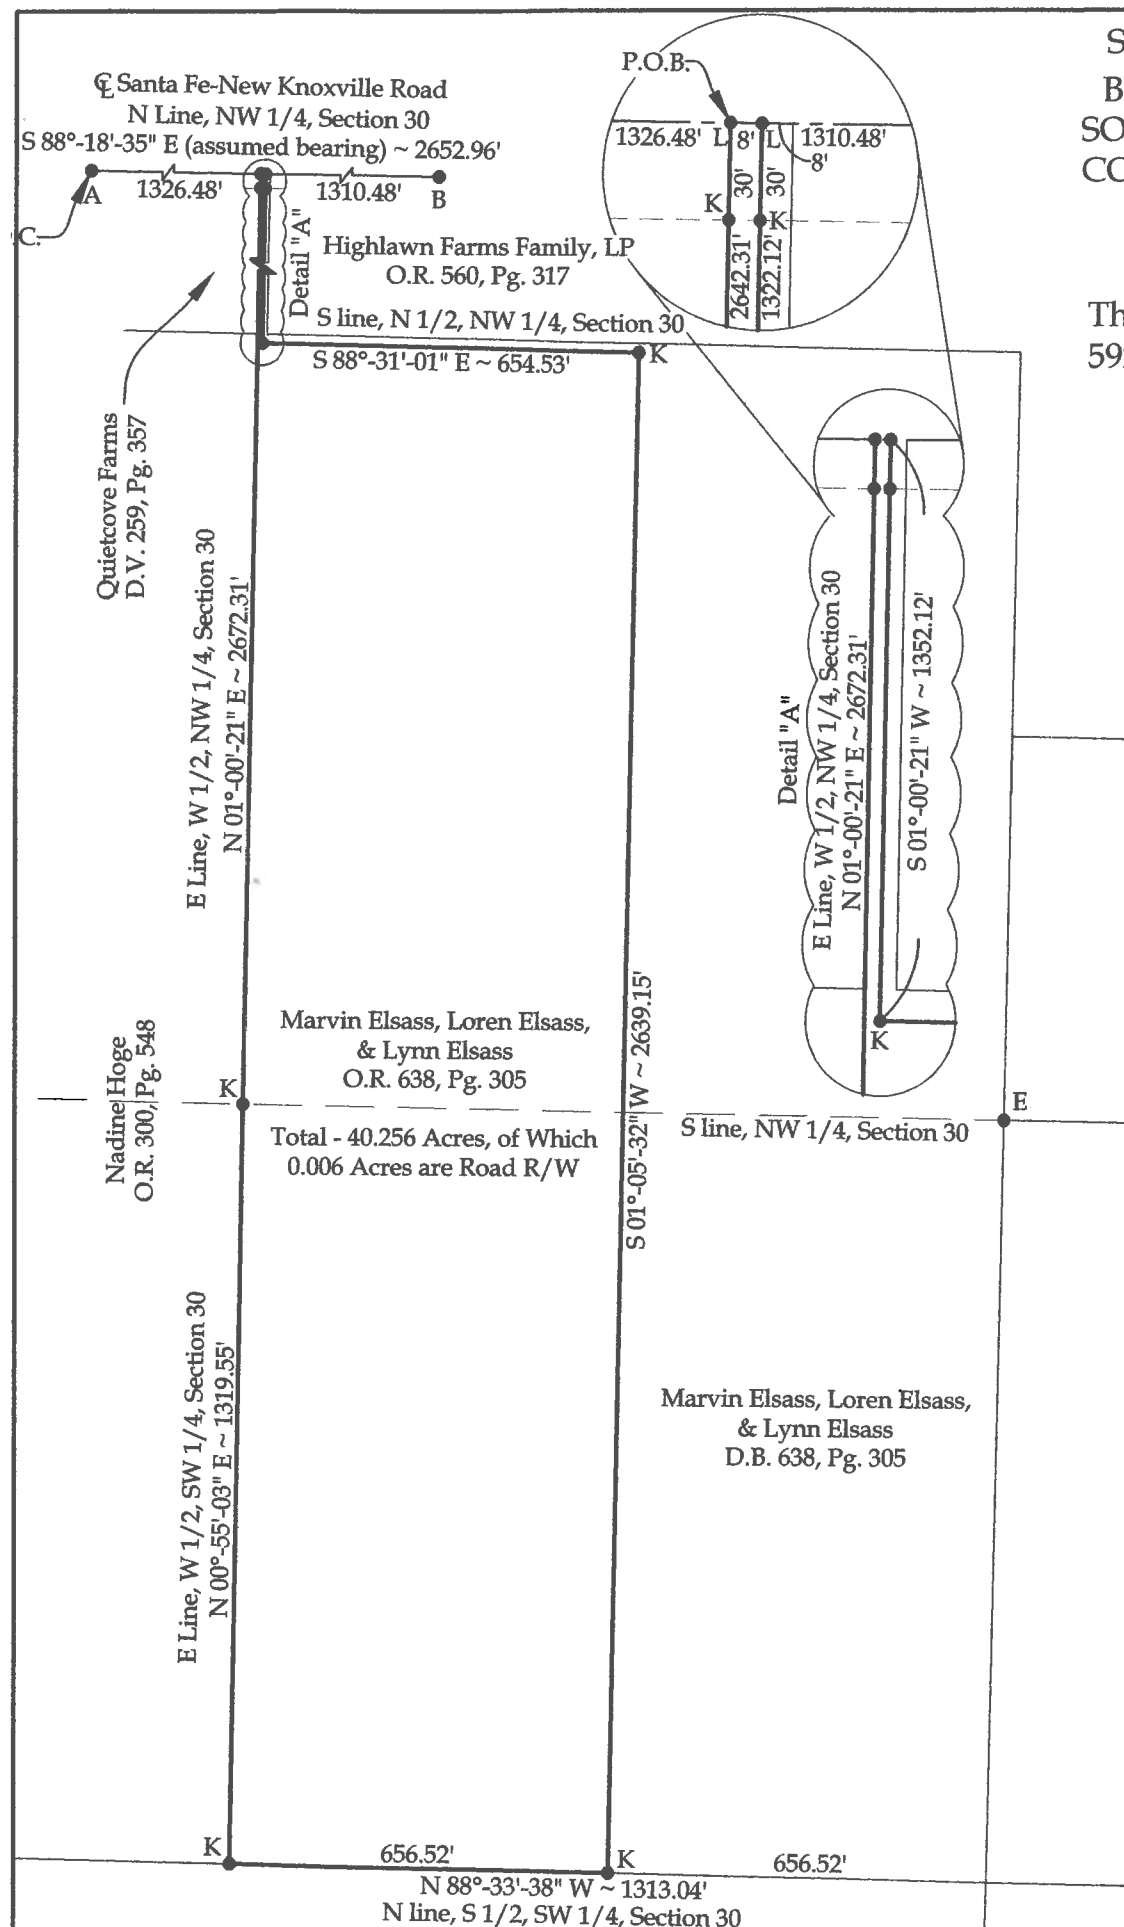 ℄ Santa Fe-New Knoxville Road
N Line, NW 1/4, Section 30
S 88°-18'-35" E (assumed bearing) ~ 2652.96'
1326.48'
1310.48'
A
B
C.
Detail "A"
Highlawn Farms Family, LP
O.R. 560, Pg. 317
S line, N 1/2, NW 1/4, Section 30
S 88°-31'-01" E ~ 654.53'
K
P.O.B.
1326.48'
L
8'
L
1310.48'
8'
30'
30'
K
K
2642.31'
1322.12'
S
B
SO
CO
Th
59
Quietcove Farms
D.V. 259, Pg. 357
E Line, W 1/2, NW 1/4, Section 30
N 01°-00'-21" E ~ 2672.31'
Detail "A"
E Line, W 1/2, NW 1/4, Section 30
N 01°-00'-21" E ~ 2672.31'
S 01°-00'-21" W ~ 1352.12'
K
Nadine Hoge
O.R. 300, Pg. 548
Marvin Elsass, Loren Elsass,
& Lynn Elsass
O.R. 638, Pg. 305
S 01°-05'-32" W ~ 2639.15'
K
E
Total - 40.256 Acres, of Which
0.006 Acres are Road R/W
S line, NW 1/4, Section 30
E Line, W 1/2, SW 1/4, Section 30
N 00°-55'-03" E ~ 1319.55'
Marvin Elsass, Loren Elsass,
& Lynn Elsass
D.B. 638, Pg. 305
K
656.52'
K
656.52'
N 88°-33'-38" W ~ 1313.04'
N line, S 1/2, SW 1/4, Section 30